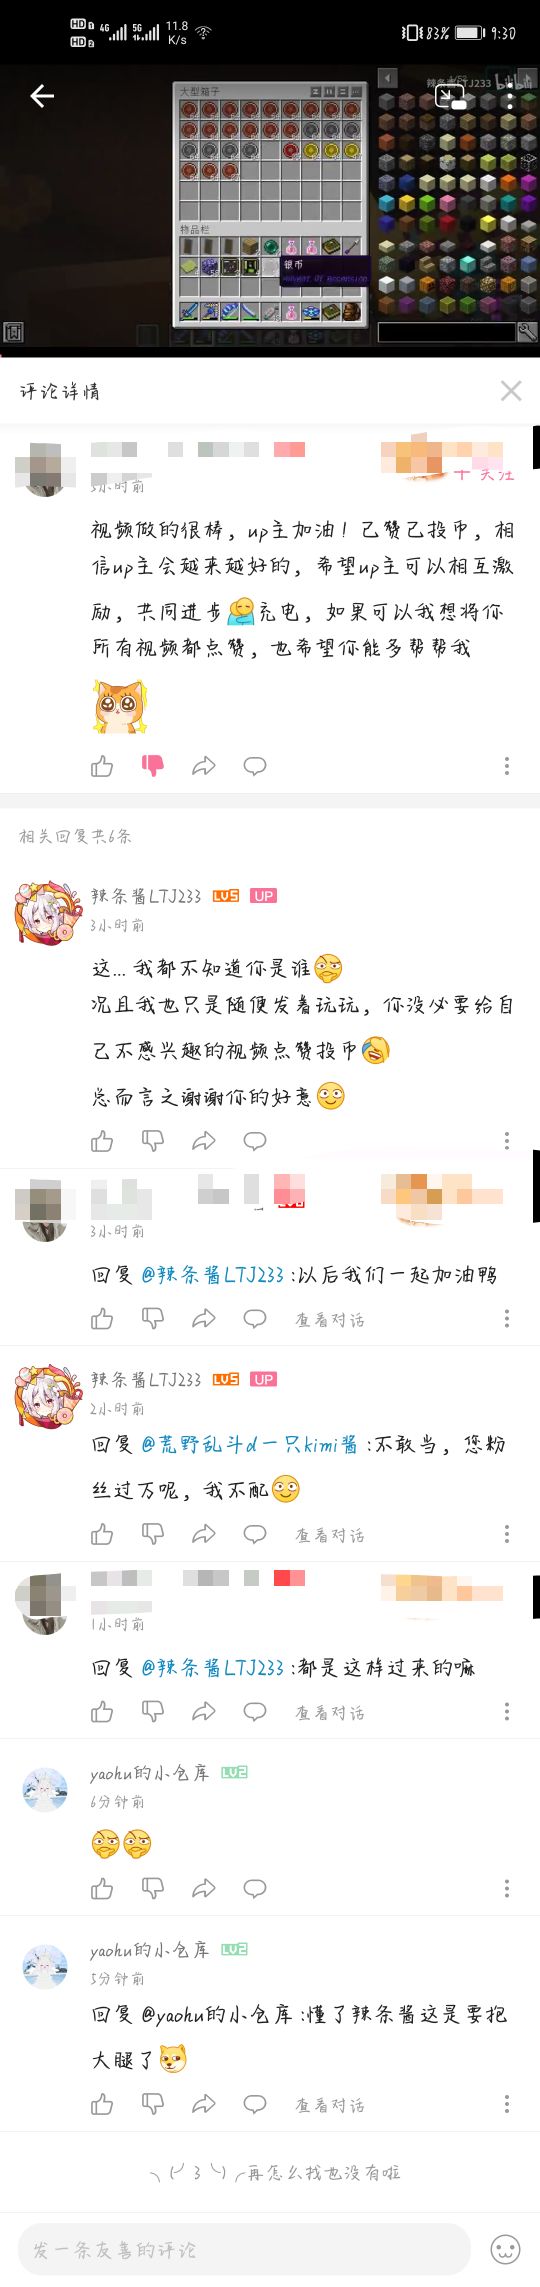 HD 1 4G 5G 11.8 K/s 83% 9:30
HD 2
辣条酱LTJ233
大型箱子
物品栏
银币
评论详情
+ 关注
5小时前
视频做的很棒，up主加油！已赞已投币，相
信up主会越来越好的，希望up主可以相互激
励，共同进步充电，如果可以我想将你
所有视频都点赞，也希望你能多帮帮我
相关回复共6条
辣条酱LTJ233 LV5 UP
3小时前
这... 我都不知道你是谁
况且我也只是随便发着玩玩，你没必要给自
己不感兴趣的视频点赞投币
总而言之谢谢你的好意
3小时前
回复 @辣条酱LTJ233 :以后我们一起加油鸭
查看对话
辣条酱LTJ233 LV5 UP
2小时前
回复 @荒野乱斗d一只kimi酱 :不敢当，您粉
丝过万呢，我不配
查看对话
1小时前
回复 @辣条酱LTJ233 :都是这样过来的嘛
查看对话
yaohu的小仓库 LV2
6分钟前
yaohu的小仓库 LV2
5分钟前
回复 @yaohu的小仓库 :懂了辣条酱这是要抱
大腿了
查看对话
╮(╯3╰)╭再怎么找也没有啦
发一条友善的评论